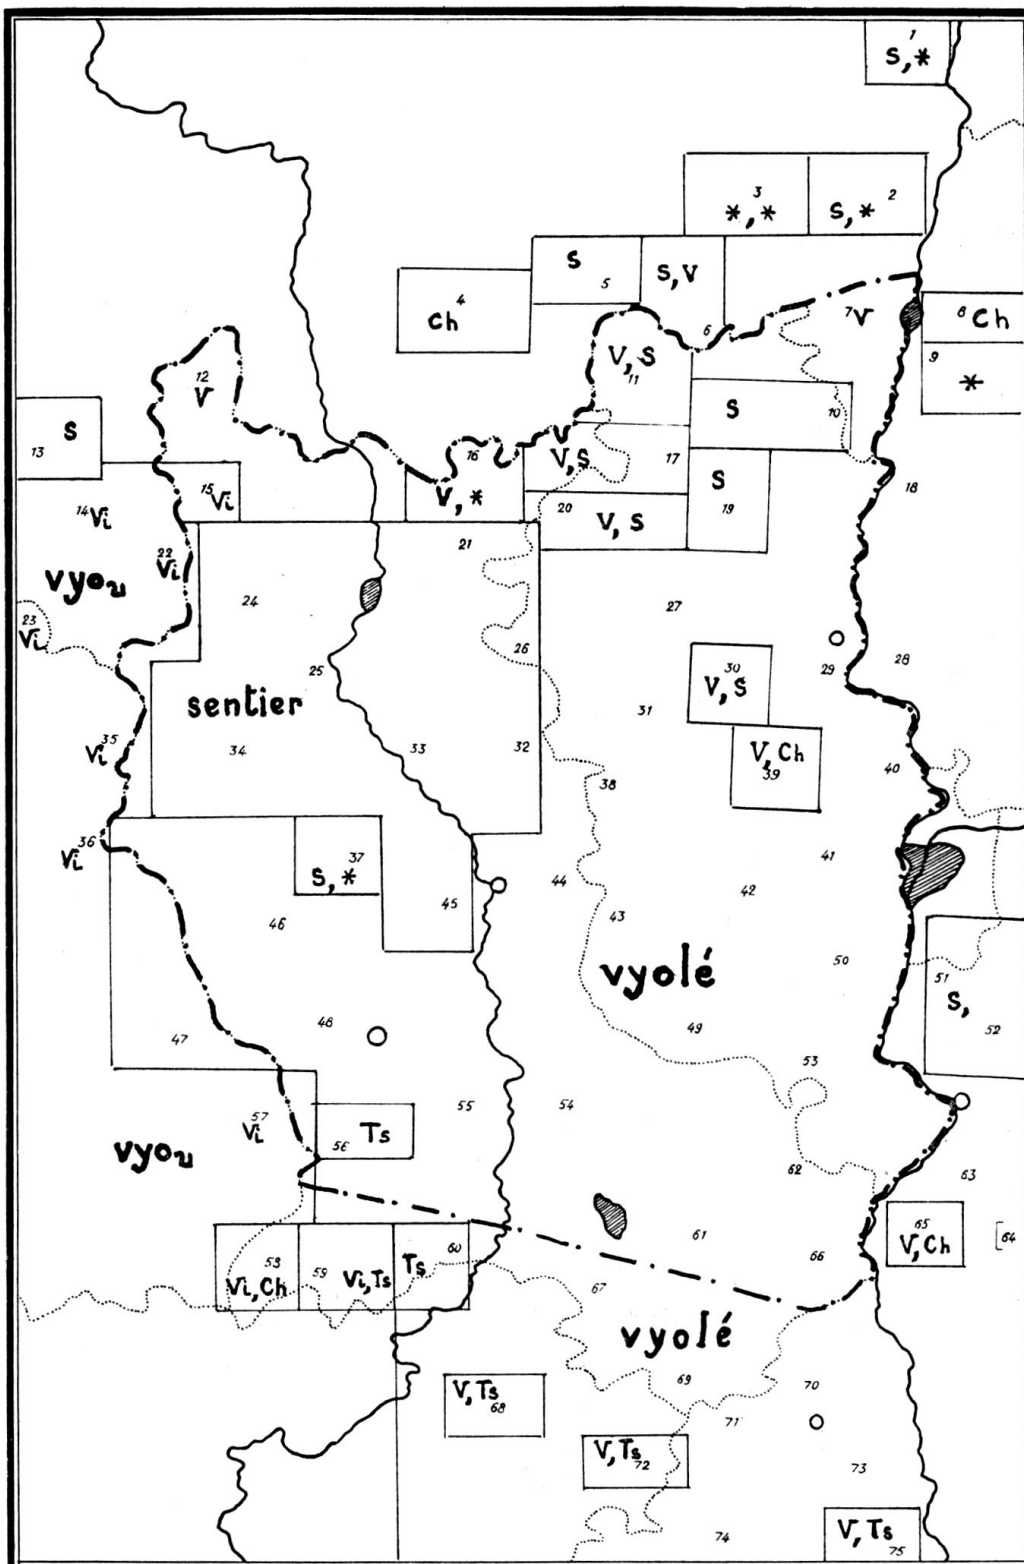 1
S, *
3
*, *
S, * 2
S 5
S, V
4
Ch
6
7 V
8 Ch
9
*
V, S
11
12
V
S 10
13 S
16
V, *
V, S 17
S
19
18
14 Vi
15 Vi
20 V, S
21
22
Vi
vyou
23
Vi
24
25
26
27
28
29
30
V, S
31
sentier
32
33
34
35
Vi
36
Vi
37
S, *
38
V, Ch
39
40
41
42
43
44
45
46
vyolé
47
48
49
50
51
S,
52
53
54
55
56 Ts
57
Vi
vyou
58
Vi, Ch
59 Vi, Ts
Ts 60
61
62
63
64
65
V, Ch
66
67
vyolé
V, Ts
68
69
70
71
V, Ts
72
73
74
V, Ts
75